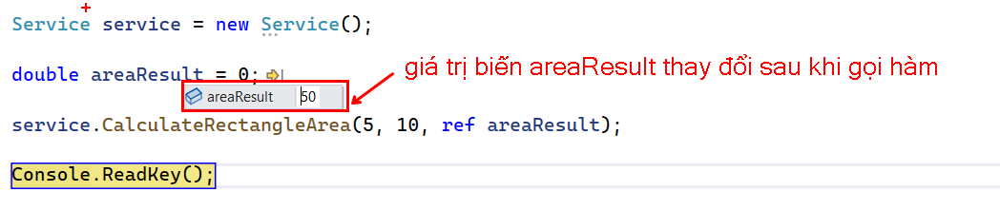 Service service = new Service();
double areaResult = 0;
giá trị biến areaResult thay đổi sau khi gọi hàm
areaResult 50
service.CalculateRectangleArea(5, 10, ref areaResult);
Console.ReadKey();